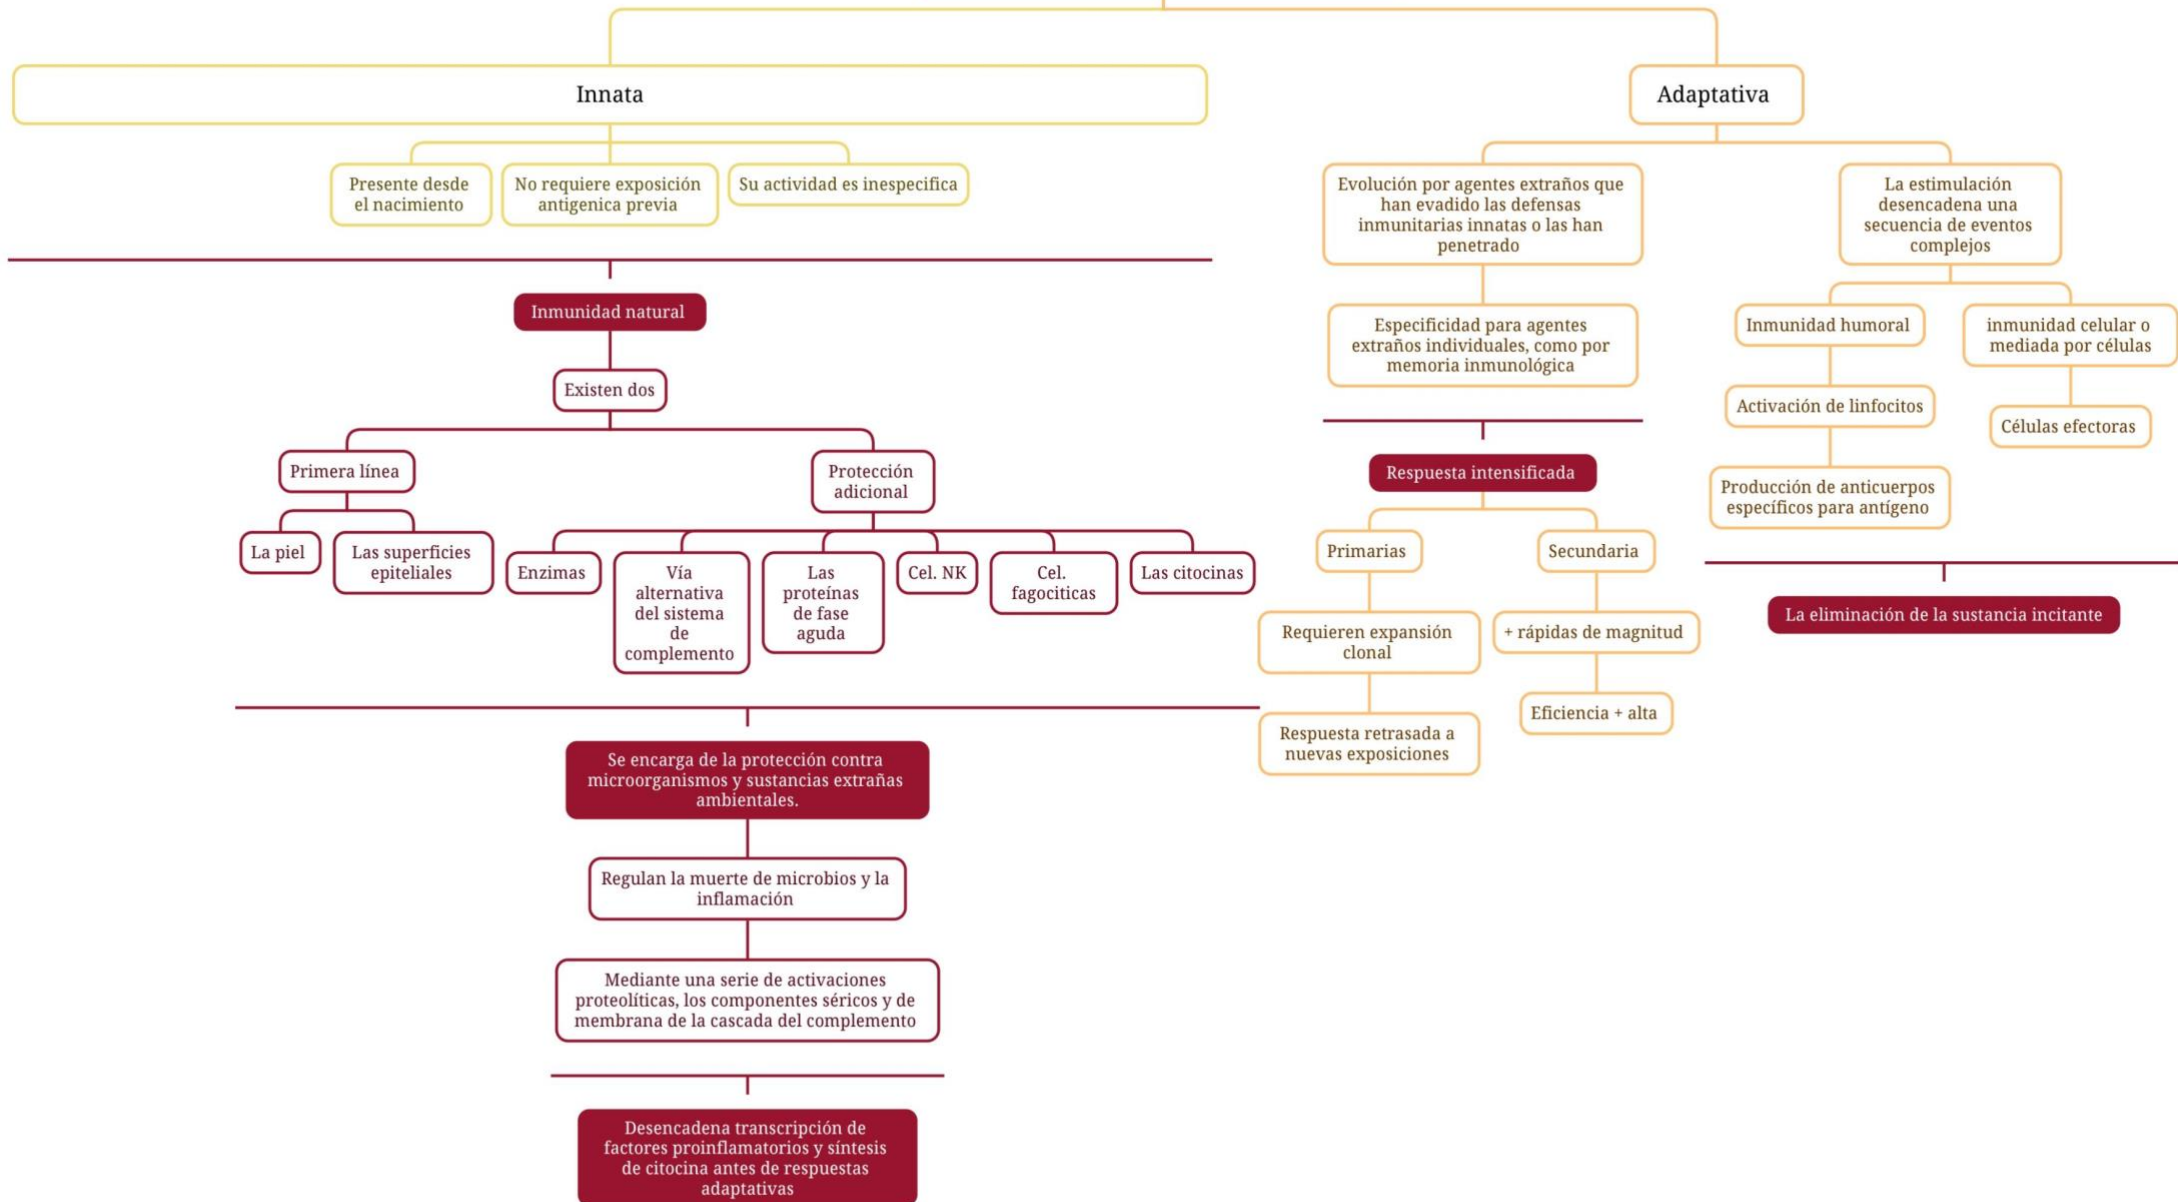 Innata
Presente desde
el nacimiento
No requiere exposición
antigenica previa
Su actividad es inespecifica
Inmunidad natural
Existen dos
Primera línea
La piel
Las superficies
epiteliales
Protección
adicional
Enzimas
Vía
alternativa
del sistema
de
complemento
Las
proteínas
de fase
aguda
Cel. NK
Cel.
fagociticas
Las citocinas
Se encarga de la protección contra
microorganismos y sustancias extrañas
ambientales.
Regulan la muerte de microbios y la
inflamación
Mediante una serie de activaciones
proteolíticas, los componentes séricos y de
membrana de la cascada del complemento
Desencadena transcripción de
factores proinflamatorios y síntesis
de citocina antes de respuestas
adaptativas
Adaptativa
Evolución por agentes extraños que
han evadido las defensas
inmunitarias innatas o las han
penetrado
Especificidad para agentes
extraños individuales, como por
memoria inmunológica
Respuesta intensificada
Primarias
Requieren expansión
clonal
Respuesta retrasada a
nuevas exposiciones
Secundaria
+ rápidas de magnitud
Eficiencia + alta
La estimulación
desencadena una
secuencia de eventos
complejos
Inmunidad humoral
Activación de linfocitos
Producción de anticuerpos
específicos para antígeno
inmunidad celular o
mediada por células
Células efectoras
La eliminación de la sustancia incitante